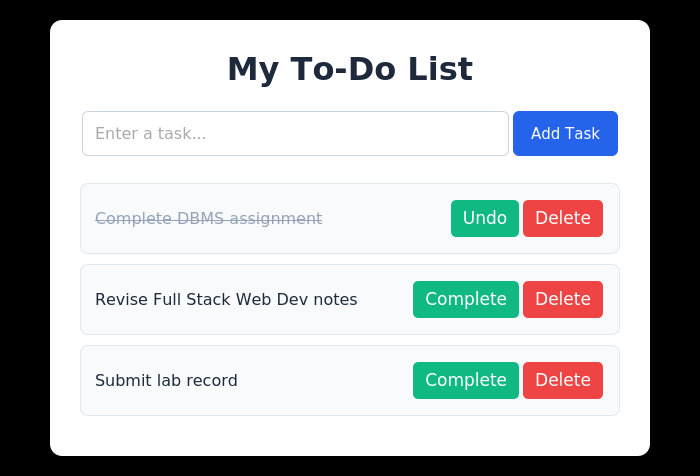 My To-Do List
Enter a task...
Add Task
Complete DBMS assignment
Undo
Delete
Revise Full Stack Web Dev notes
Complete
Delete
Submit lab record
Complete
Delete